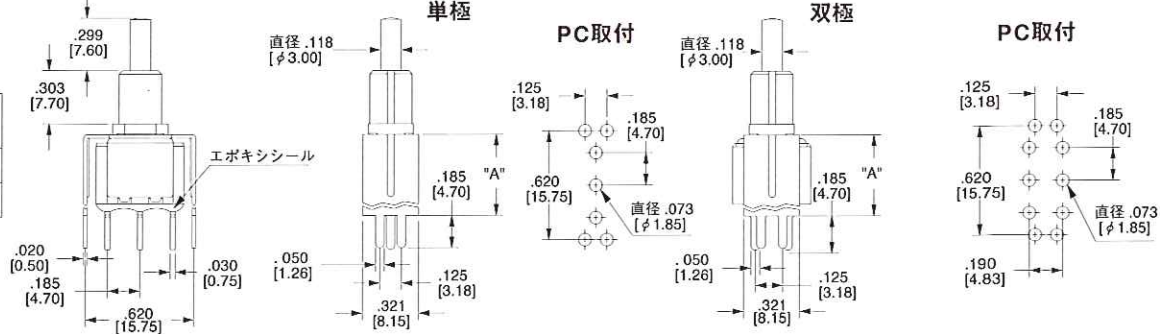 単極
双極
PC取付
PC取付
.299
[7.60]
.303
[7.70]
エポキシシール
.020
[0.50]
.185
[4.70]
.030
[0.75]
.620
[15.75]
直径 .118
[φ3.00]
"A"
.185
[4.70]
.050
[1.26]
.125
[3.18]
.321
[8.15]
.125
[3.18]
.185
[4.70]
.620
[15.75]
直径 .073
[φ1.85]
直径 .118
[φ3.00]
"A"
.185
[4.70]
.050
[1.26]
.125
[3.18]
.321
[8.15]
.125
[3.18]
.185
[4.70]
.620
[15.75]
直径 .073
[φ1.85]
.190
[4.83]